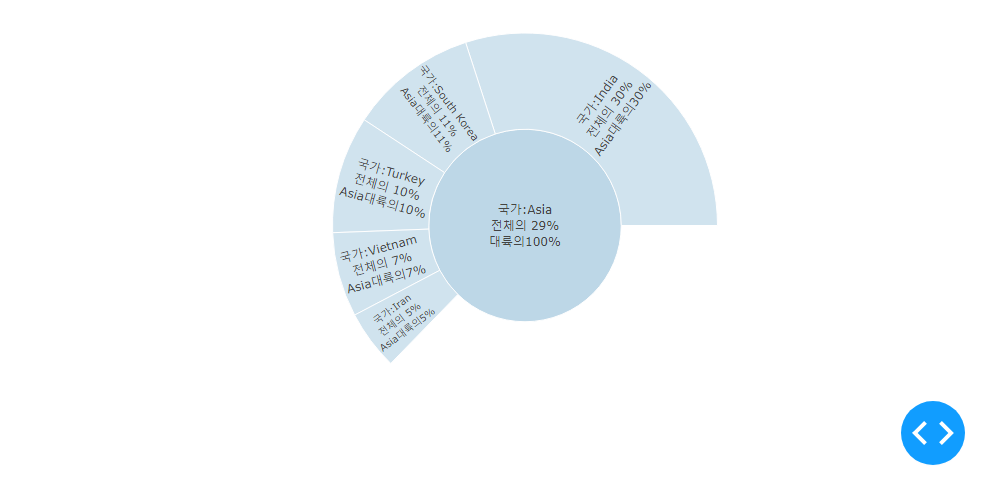 국가:India
전체의 30%
Asia대륙의30%
국가:South Korea
전체의 11%
Asia대륙의11%
국가:Turkey
전체의 10%
Asia대륙의10%
국가:Asia
전체의 29%
대륙의100%
국가:Vietnam
전체의 7%
Asia대륙의7%
국가:Iran
전체의 5%
Asia대륙의5%